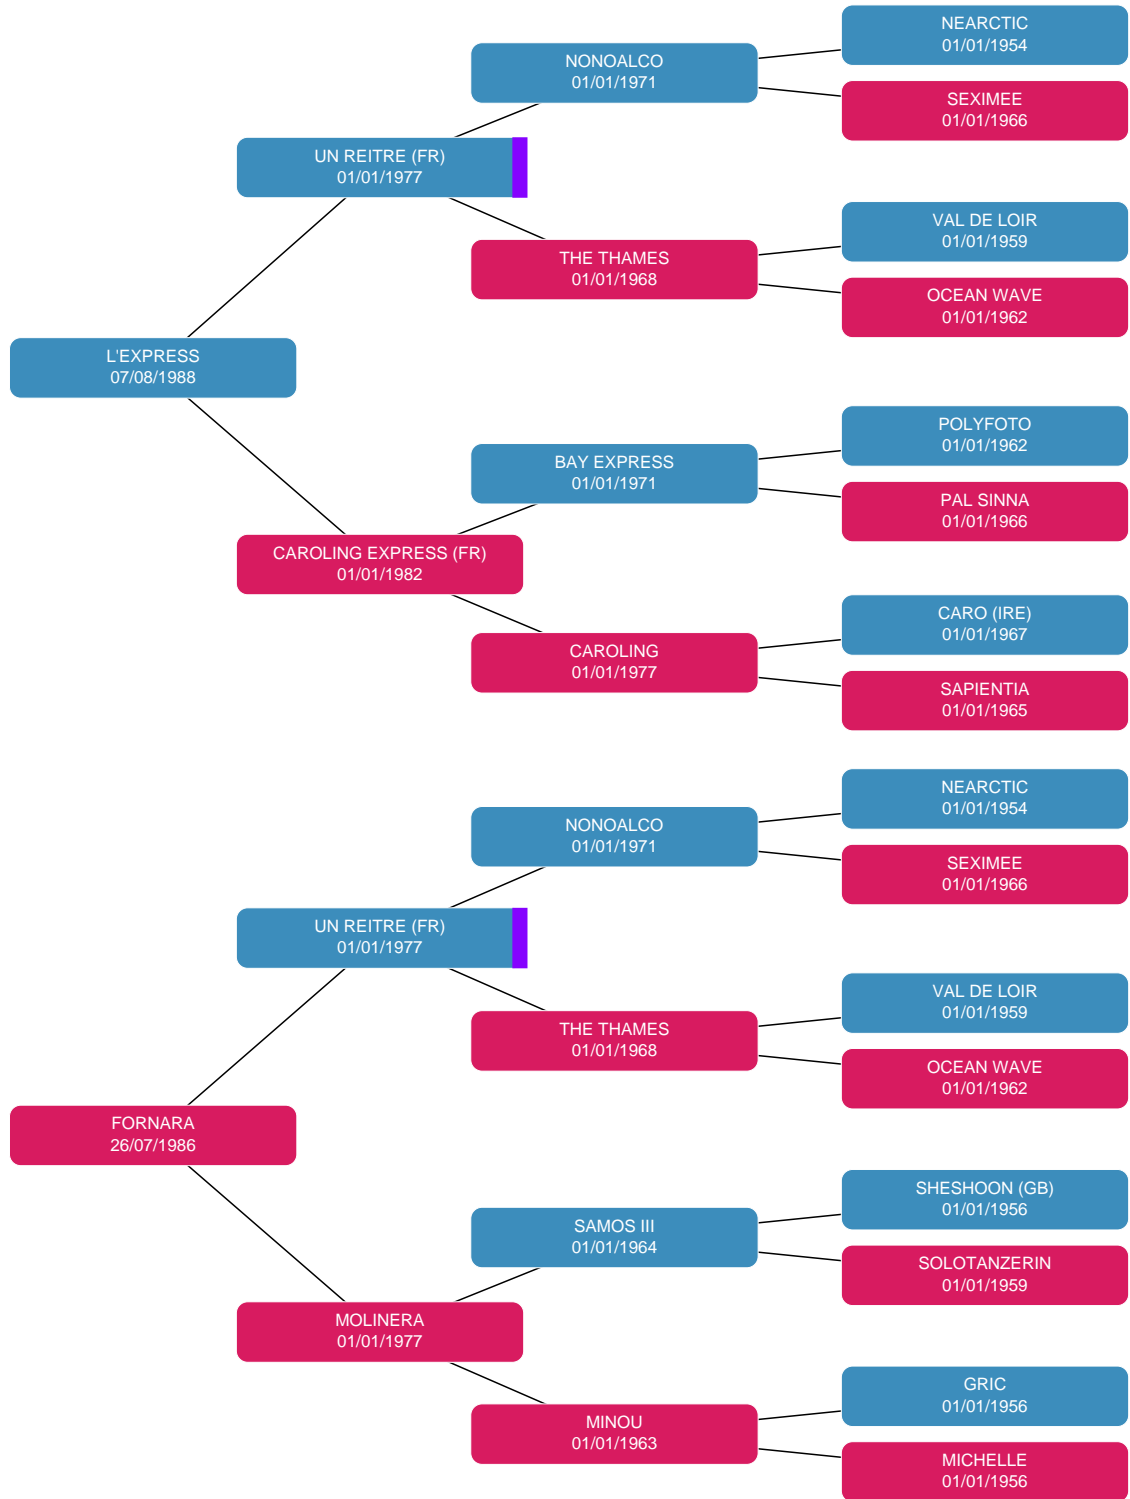 NEARCTIC
01/01/1954
NONOALCO
01/01/1971
SEXIMEE
01/01/1966
UN REITRE (FR)
01/01/1977
VAL DE LOIR
01/01/1959
THE THAMES
01/01/1968
OCEAN WAVE
01/01/1962
L'EXPRESS
07/08/1988
POLYFOTO
01/01/1962
BAY EXPRESS
01/01/1971
PAL SINNA
01/01/1966
CAROLING EXPRESS (FR)
01/01/1982
CARO (IRE)
01/01/1967
CAROLING
01/01/1977
SAPIENTIA
01/01/1965
NEARCTIC
01/01/1954
NONOALCO
01/01/1971
SEXIMEE
01/01/1966
UN REITRE (FR)
01/01/1977
VAL DE LOIR
01/01/1959
THE THAMES
01/01/1968
OCEAN WAVE
01/01/1962
FORNARA
26/07/1986
SHESHOON (GB)
01/01/1956
SAMOS III
01/01/1964
SOLOTANZERIN
01/01/1959
MOLINERA
01/01/1977
GRIC
01/01/1956
MINOU
01/01/1963
MICHELLE
01/01/1956